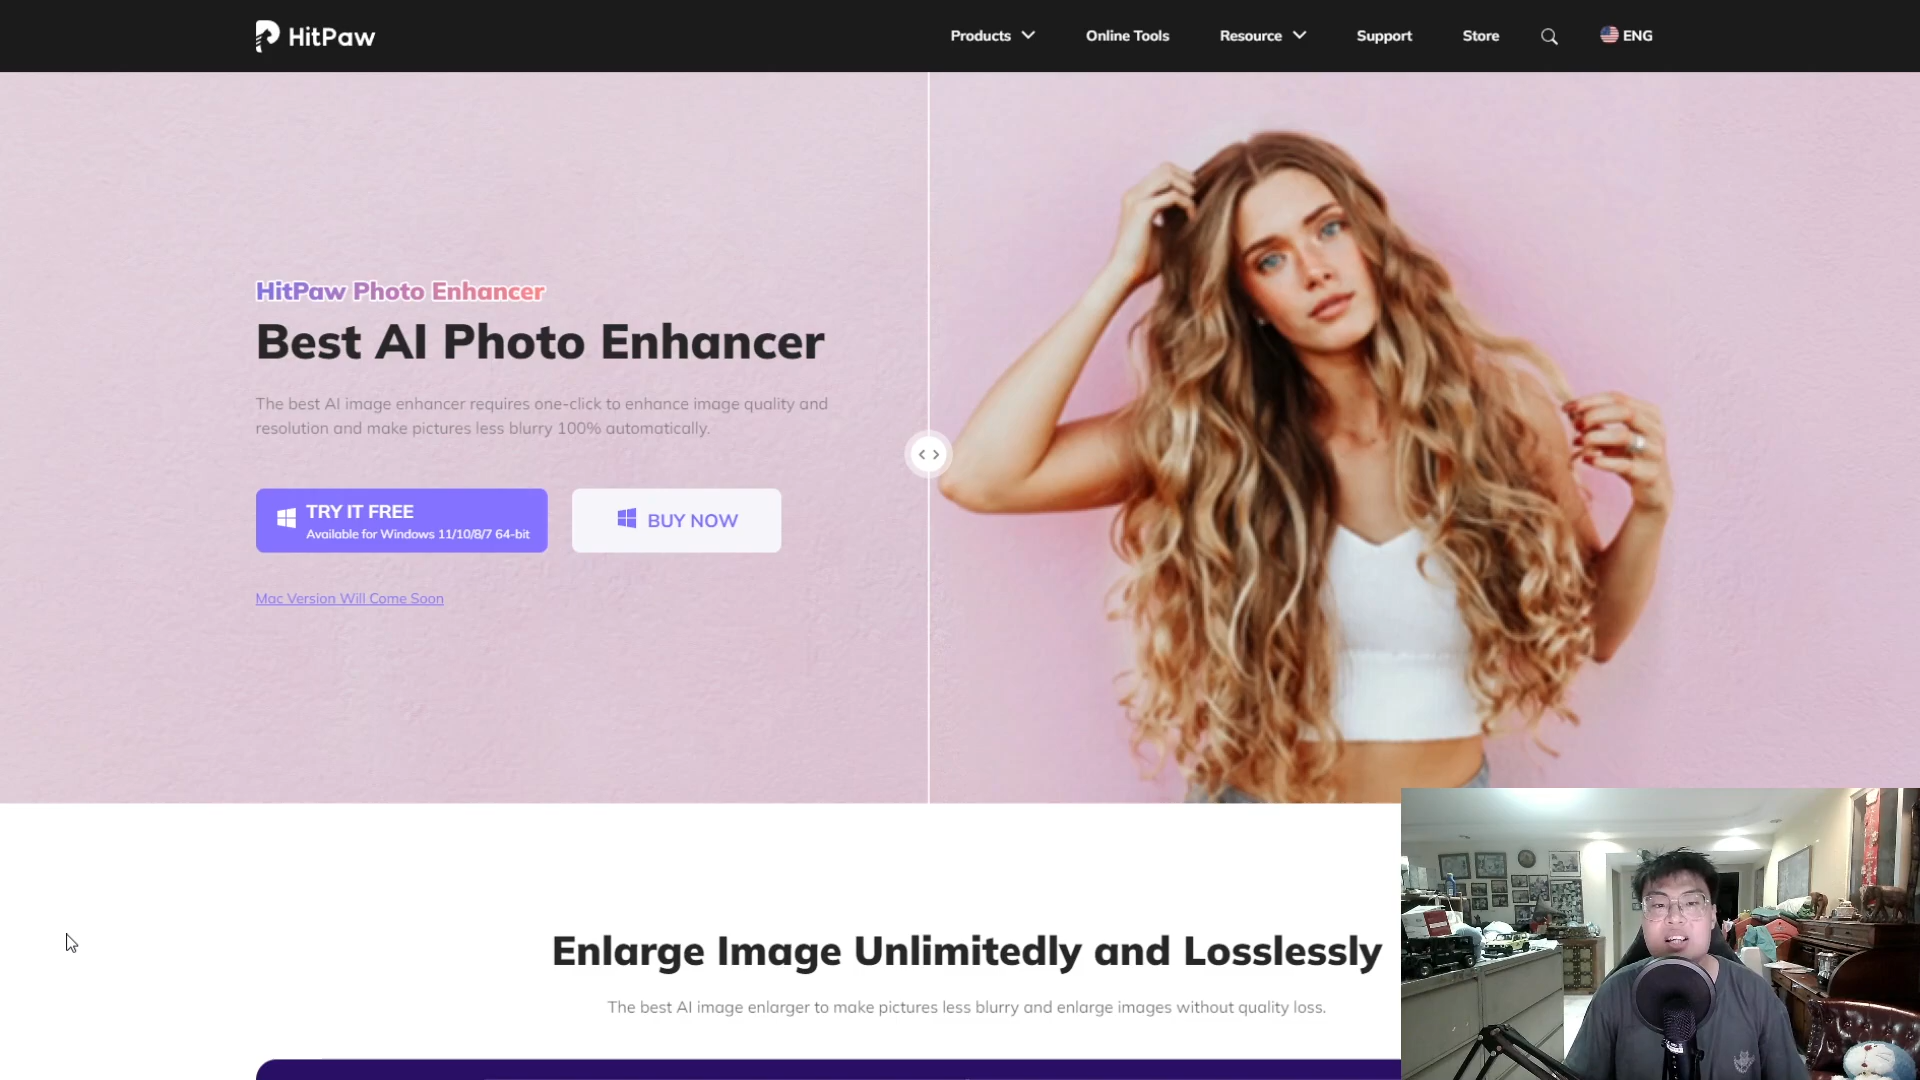 HitPaw
Products
Online Tools
Resource
Support
Store
ENG
HitPaw Photo Enhancer
Best AI Photo Enhancer
The best AI image enhancer requires one-click to enhance image quality and
resolution and make pictures less blurry 100% automatically.
TRY IT FREE
Available for Windows 11/10/8/7 64-bit
BUY NOW
Mac Version Will Come Soon
Enlarge Image Unlimitedly and Losslessly
The best AI image enlarger to make pictures less blurry and enlarge images without quality loss.